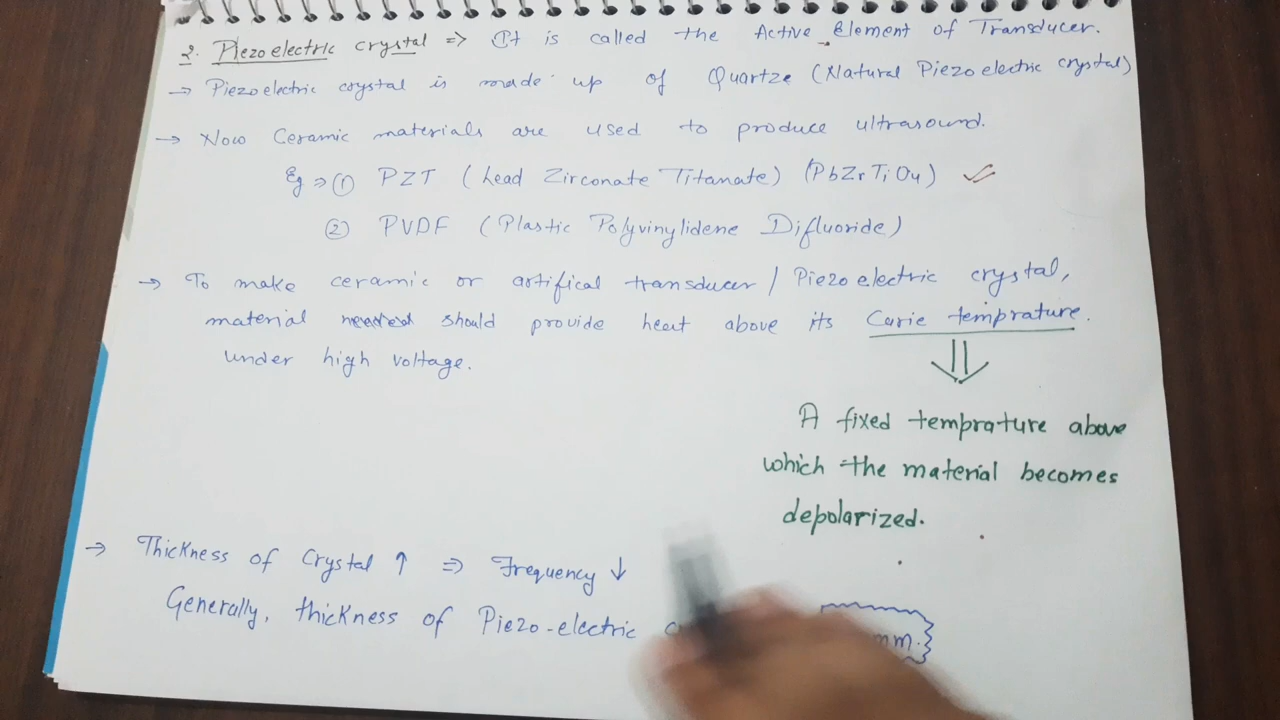 2. Piezoelectric crystal => It is called the Active Element of Transducer.
→ Piezoelectric crystal is made up of Quartze (Natural Piezoelectric crystal)
→ Now Ceramic materials are used to produce ultrasound.
Eg => ① PZT (Lead Zirconate Titanate) (PbZrTiO4) ✓
② PVDF (Plastic Polyvinylidene Difluoride)
→ To make ceramic or artifical transducer / Piezoelectric crystal,
material should provide heat above its Curie temprature.
under high voltage.
⇓
A fixed temprature above
which the material becomes
depolarized.
→ Thickness of Crystal ↑ => Frequency ↓
Generally, thickness of Piezo-electric mm.